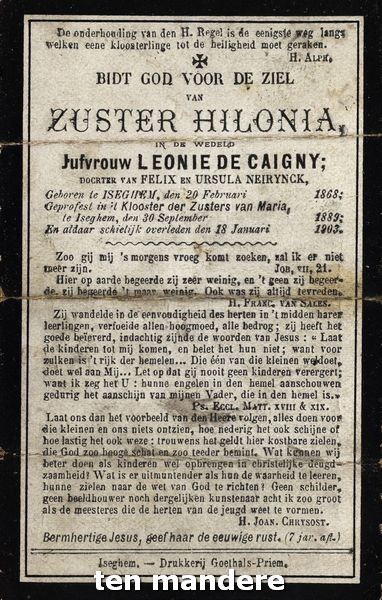 De onderhouding van den H. Regel is de eenigste weg langs
welken eene kloosterlinge tot de heiligheid moet geraken.
H. Alph.
BIDT GOD VOOR DE ZIEL
VAN
ZUSTER HILONIA,
IN DE WERELD
Jufvrouw LEONIE DE CAIGNY;
DOCHTER VAN FELIX EN URSULA NEIRYNCK,
Geboren te ISEGHEM, den 20 Februari 1868;
Geprofest in 't Klooster der Zusters van Maria,
te Iseghem, den 30 September 1889;
En aldaar schielijk overleden den 18 Januari 1903.
Zoo gij mij 's morgens vroeg komt zoeken, zal ik er niet
meer zijn. JOB, VII, 21.
Hier op aarde begeerde zij zeer weinig, en 't geen zij begeer-
de, zij begeerde 't maar weinig. Ook was zij altijd tevreden.
H. FRANC. VAN SALES.
Zij wandelde in de eenvoudigheid des herten in 't midden harer
leerlingen, verfoeide allen hoogmoed, alle bedrog; zij heeft het
goede beieverd, indachtig zijnde de woorden van Jesus : « Laat
de kinderen tot mij komen, en belet het hun niet; want voor
zulken is 't rijk der hemelen... Die één van die kleinen weldoet,
doet wel aan Mij... Let op dat gij nooit geen kinderen verergert;
want ik zeg het U : hunne engelen in den hemel aanschouwen
gedurig het aanschijn van mijnen Vader, die in den hemel is.
PS. ECCL. MATT. XVIII & XIX.
Laat ons dan het voorbeeld van den Heere volgen, alles doen voor
die kleinen en ons niets ontzien, hoe nederig het ook schijne of
hoe lastig het ook weze : trouwens het geldt hier kostbare zielen,
die God zoo hooge schat en zoo teeder bemint. Wat kennen wij
beter doen als kinderen wel opbrengen in christelijke deugd-
zaamheid? Wat is er uitmuntender als hun de waarheid te leeren,
hunne zielen naar de wet van God te richten? Geen schilder,
geen beeldhouwer noch dergelijken kunstenaar acht ik zoo groot
als de meesteres die de herten van de jeugd weet te vormen.
H. JOAN. CHRYSOST.
Bermhertige Jesus, geef haar de eeuwige rust. (7 jar. afl.)
Iseghem. — Drukkerij Goethals-Priem.
ten mandere